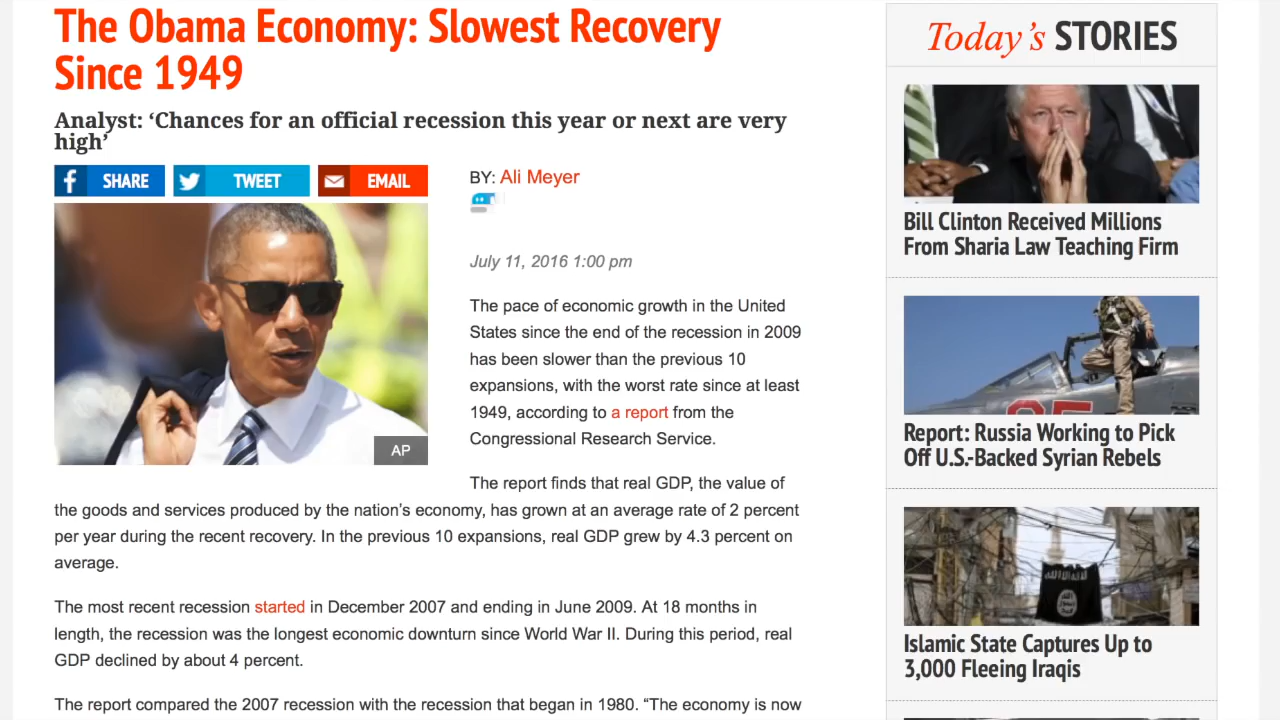 The Obama Economy: Slowest Recovery
Since 1949
Analyst: ‘Chances for an official recession this year or next are very
high’
SHARE
TWEET
EMAIL
BY: Ali Meyer
July 11, 2016 1:00 pm
AP
The pace of economic growth in the United
States since the end of the recession in 2009
has been slower than the previous 10
expansions, with the worst rate since at least
1949, according to a report from the
Congressional Research Service.
The report finds that real GDP, the value of
the goods and services produced by the nation’s economy, has grown at an average rate of 2 percent
per year during the recent recovery. In the previous 10 expansions, real GDP grew by 4.3 percent on
average.
The most recent recession started in December 2007 and ending in June 2009. At 18 months in
length, the recession was the longest economic downturn since World War II. During this period, real
GDP declined by about 4 percent.
The report compared the 2007 recession with the recession that began in 1980. “The economy is now
Today’s STORIES
Bill Clinton Received Millions
From Sharia Law Teaching Firm
Report: Russia Working to Pick
Off U.S.-Backed Syrian Rebels
Islamic State Captures Up to
3,000 Fleeing Iraqis